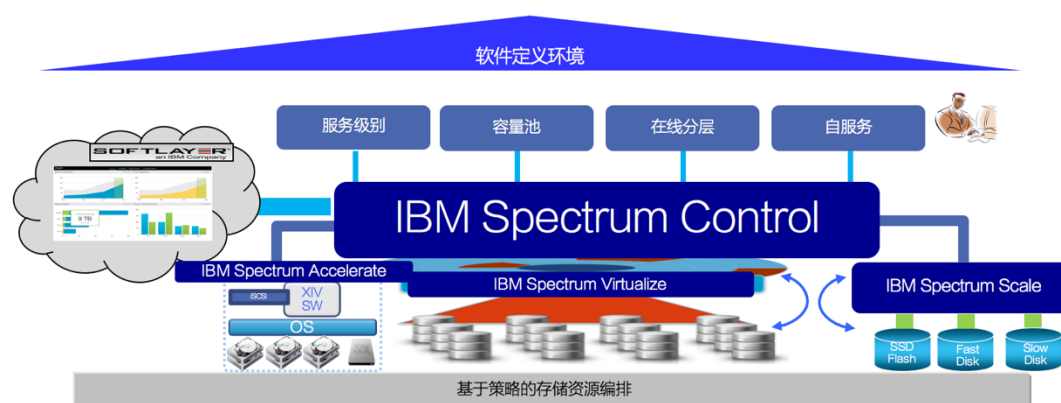 软件定义环境
服务级别
容量池
在线分层
自服务
SOFTLAYER®
an IBM Company
9 TB
IBM Spectrum Control
IBM Spectrum Accelerate
IBM Spectrum Virtualize
IBM Spectrum Scale
iSCSI
XIV
SW
OS
SSD
Flash
Fast
Disk
Slow
Disk
基于策略的存储资源编排